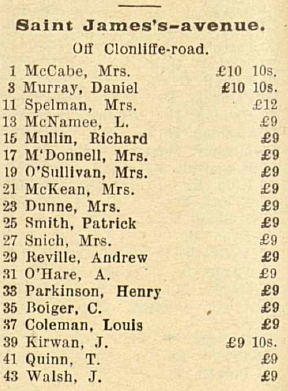 Saint James's-avenue.
Off Clonliffe-road.
1 McCabe, Mrs. £10 10s.
3 Murray, Daniel £10 10s.
11 Spelman, Mrs. £12
13 McNamee, L. £9
15 Mullin, Richard £9
17 M'Donnell, Mrs. £9
19 O'Sullivan, Mrs. £9
21 McKean, Mrs. £9
23 Dunne, Mrs. £9
25 Smith, Patrick £9
27 Snich, Mrs. £9
29 Reville, Andrew £9
31 O'Hare, A. £9
33 Parkinson, Henry £9
35 Boiger, C. £9
37 Coleman, Louis £9
39 Kirwan, J. £9 10s.
41 Quinn, T. £9
43 Walsh, J. £9